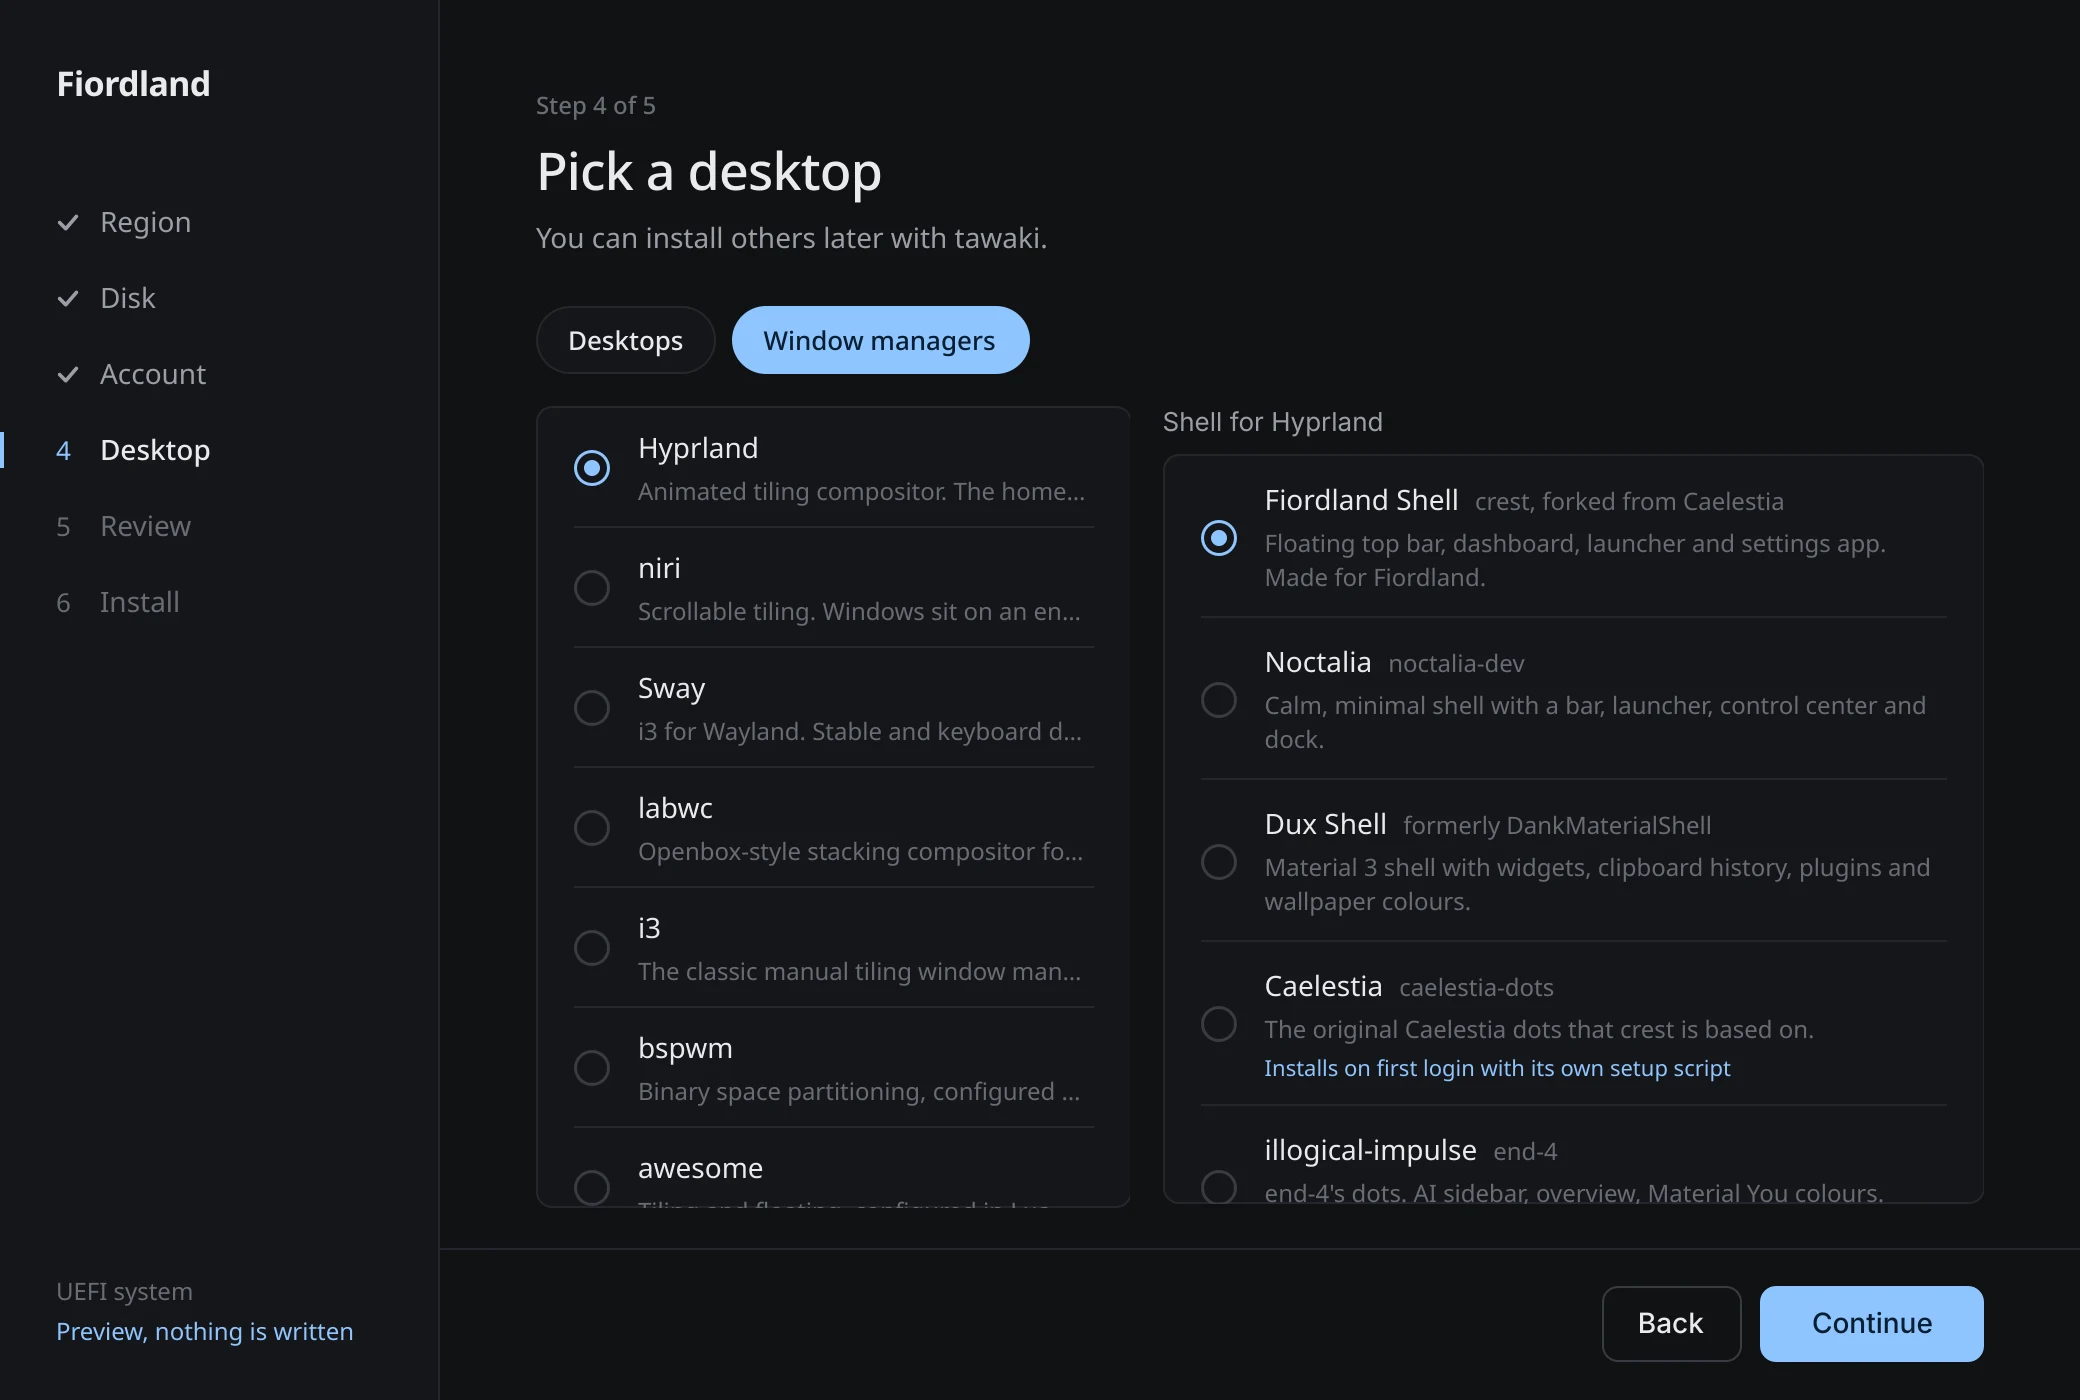 Fiordland
Region
Disk
Account
4 Desktop
5 Review
6 Install
UEFI system
Preview, nothing is written
Step 4 of 5
Pick a desktop
You can install others later with tawaki.
Desktops
Window managers
Hyprland
Animated tiling compositor. The home...
niri
Scrollable tiling. Windows sit on an en...
Sway
i3 for Wayland. Stable and keyboard d...
labwc
Openbox-style stacking compositor fo...
i3
The classic manual tiling window man...
bspwm
Binary space partitioning, configured ...
awesome
Tiling and floating, configured in Lua
Shell for Hyprland
Fiordland Shell crest, forked from Caelestia
Floating top bar, dashboard, launcher and settings app.
Made for Fiordland.
Noctalia noctalia-dev
Calm, minimal shell with a bar, launcher, control center and
dock.
Dux Shell formerly DankMaterialShell
Material 3 shell with widgets, clipboard history, plugins and
wallpaper colours.
Caelestia caelestia-dots
The original Caelestia dots that crest is based on.
Installs on first login with its own setup script
illogical-impulse end-4
end-4's dots. AI sidebar, overview, Material You colours.
Back
Continue